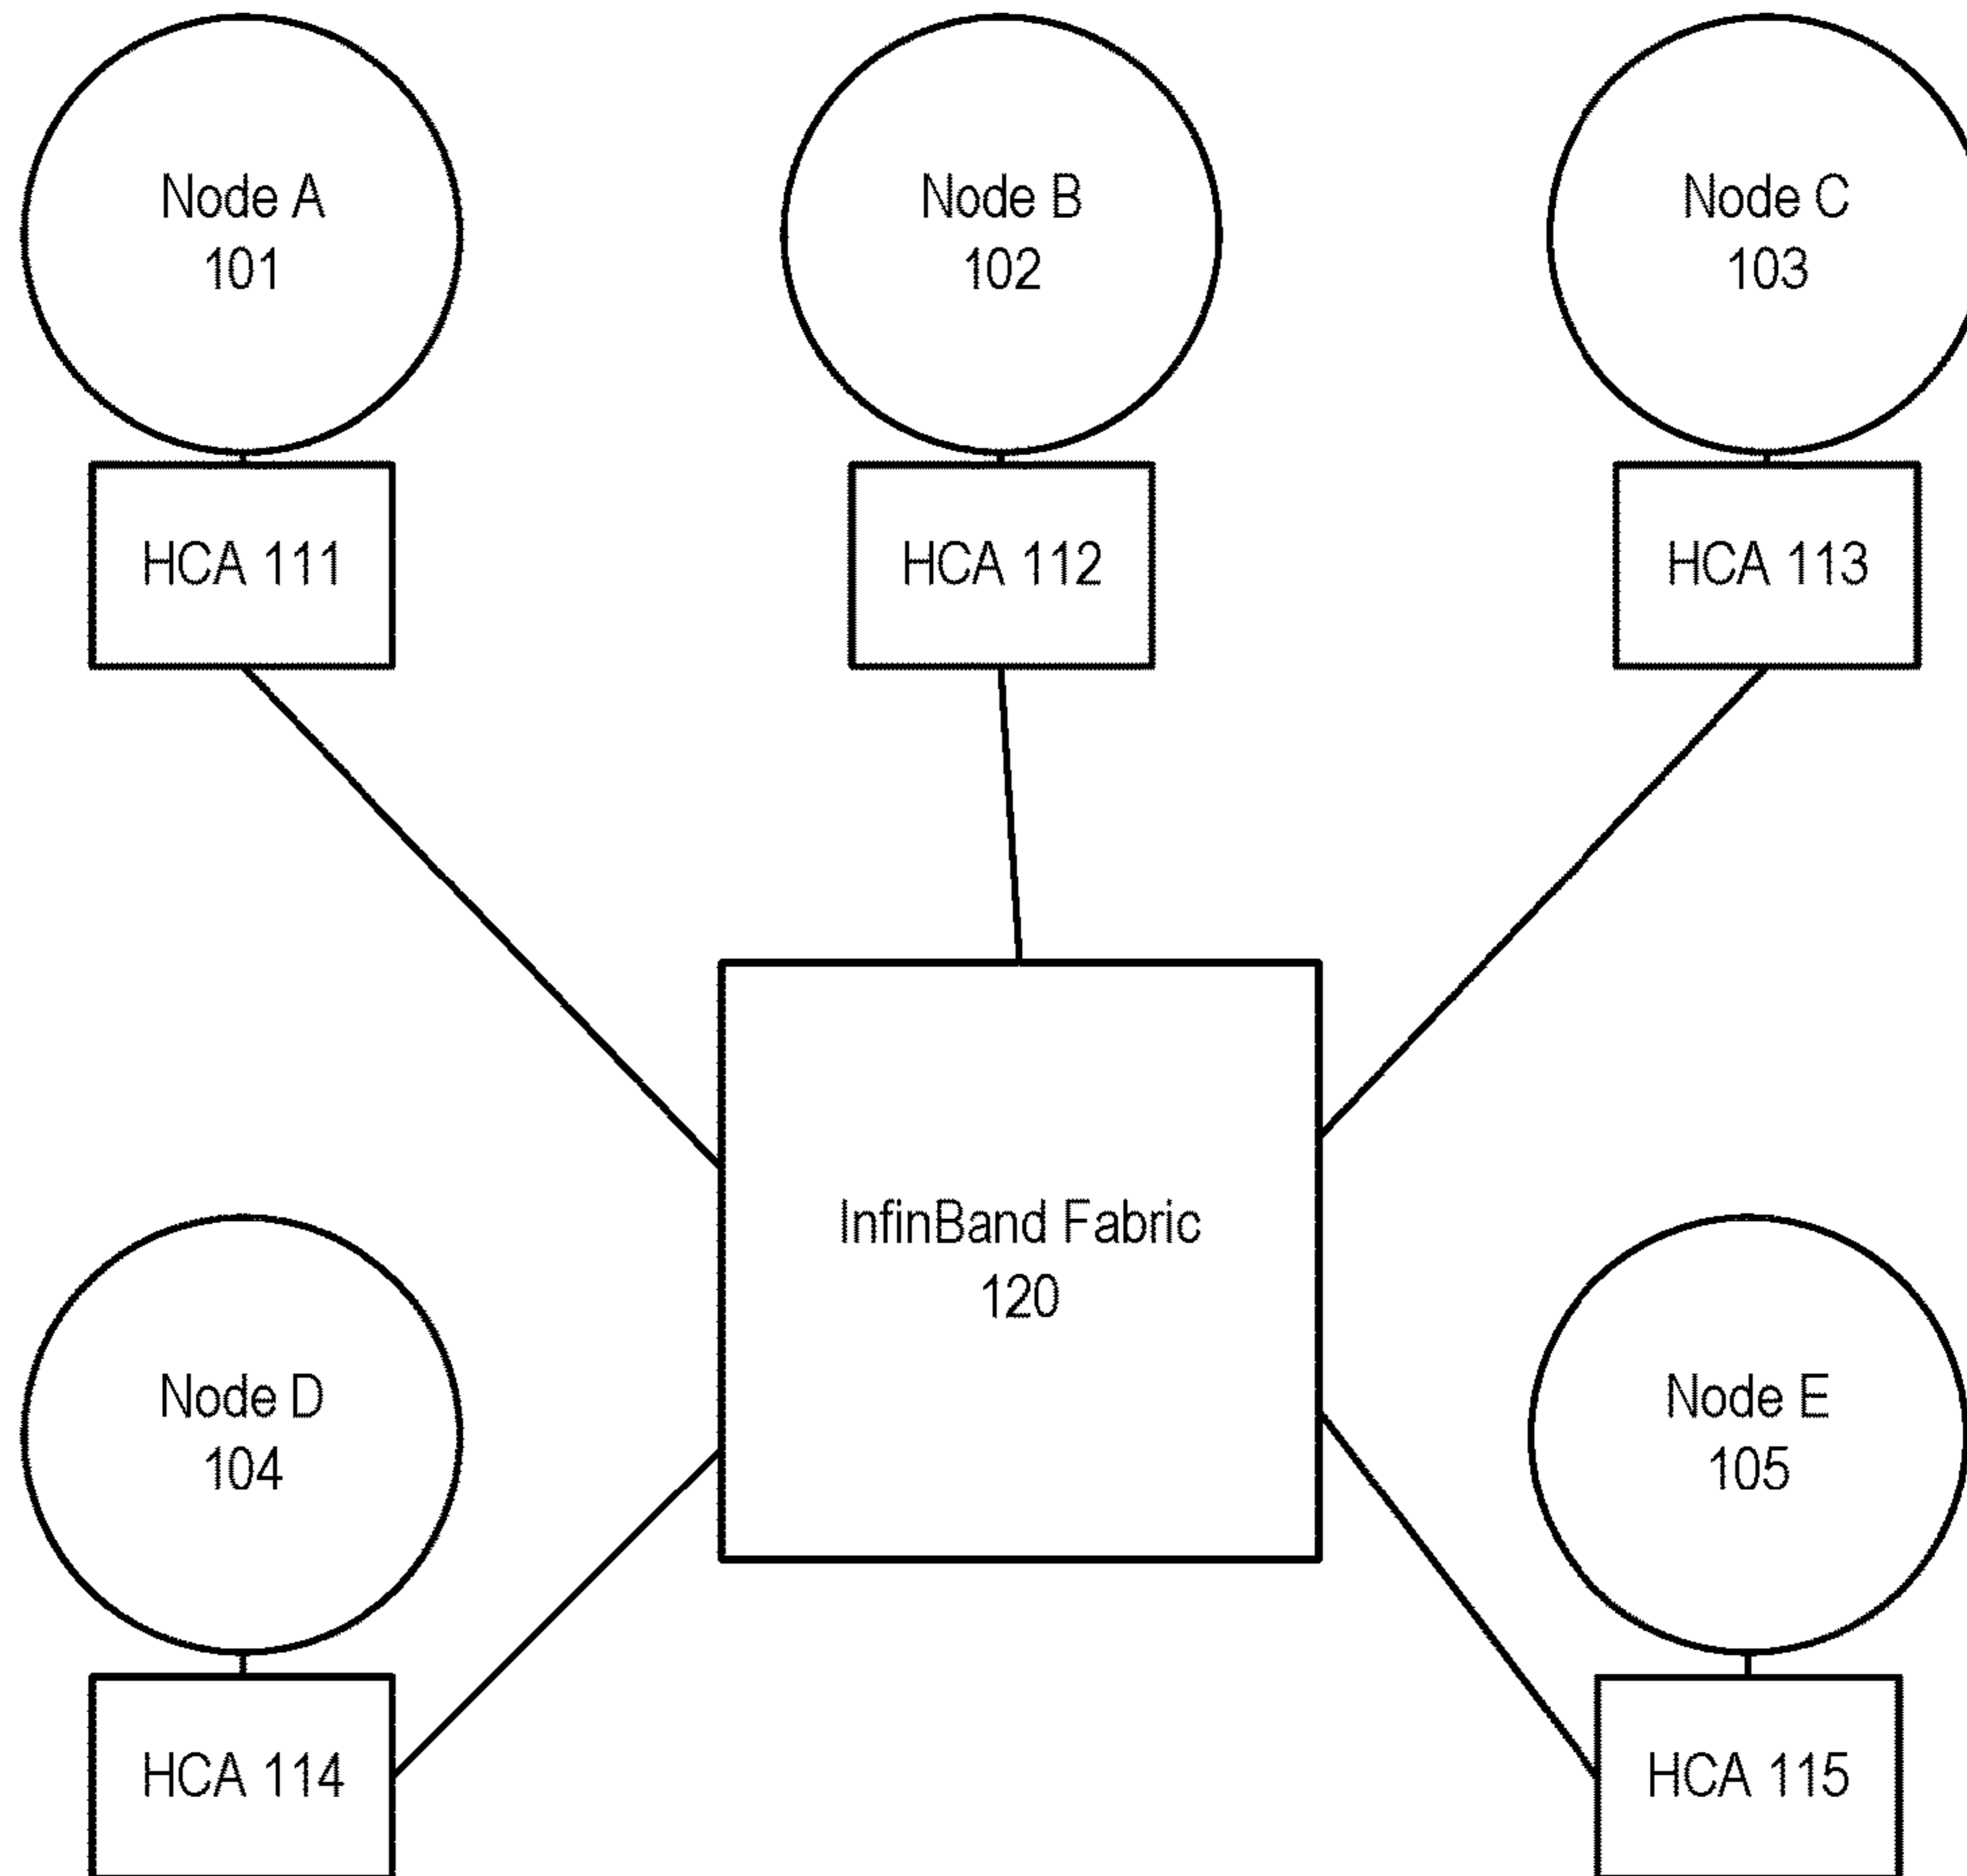 Node A
101
Node B
102
Node C
103
HCA 111
HCA 112
HCA 113
InfinBand Fabric
120
Node D
104
Node E
105
HCA 114
HCA 115